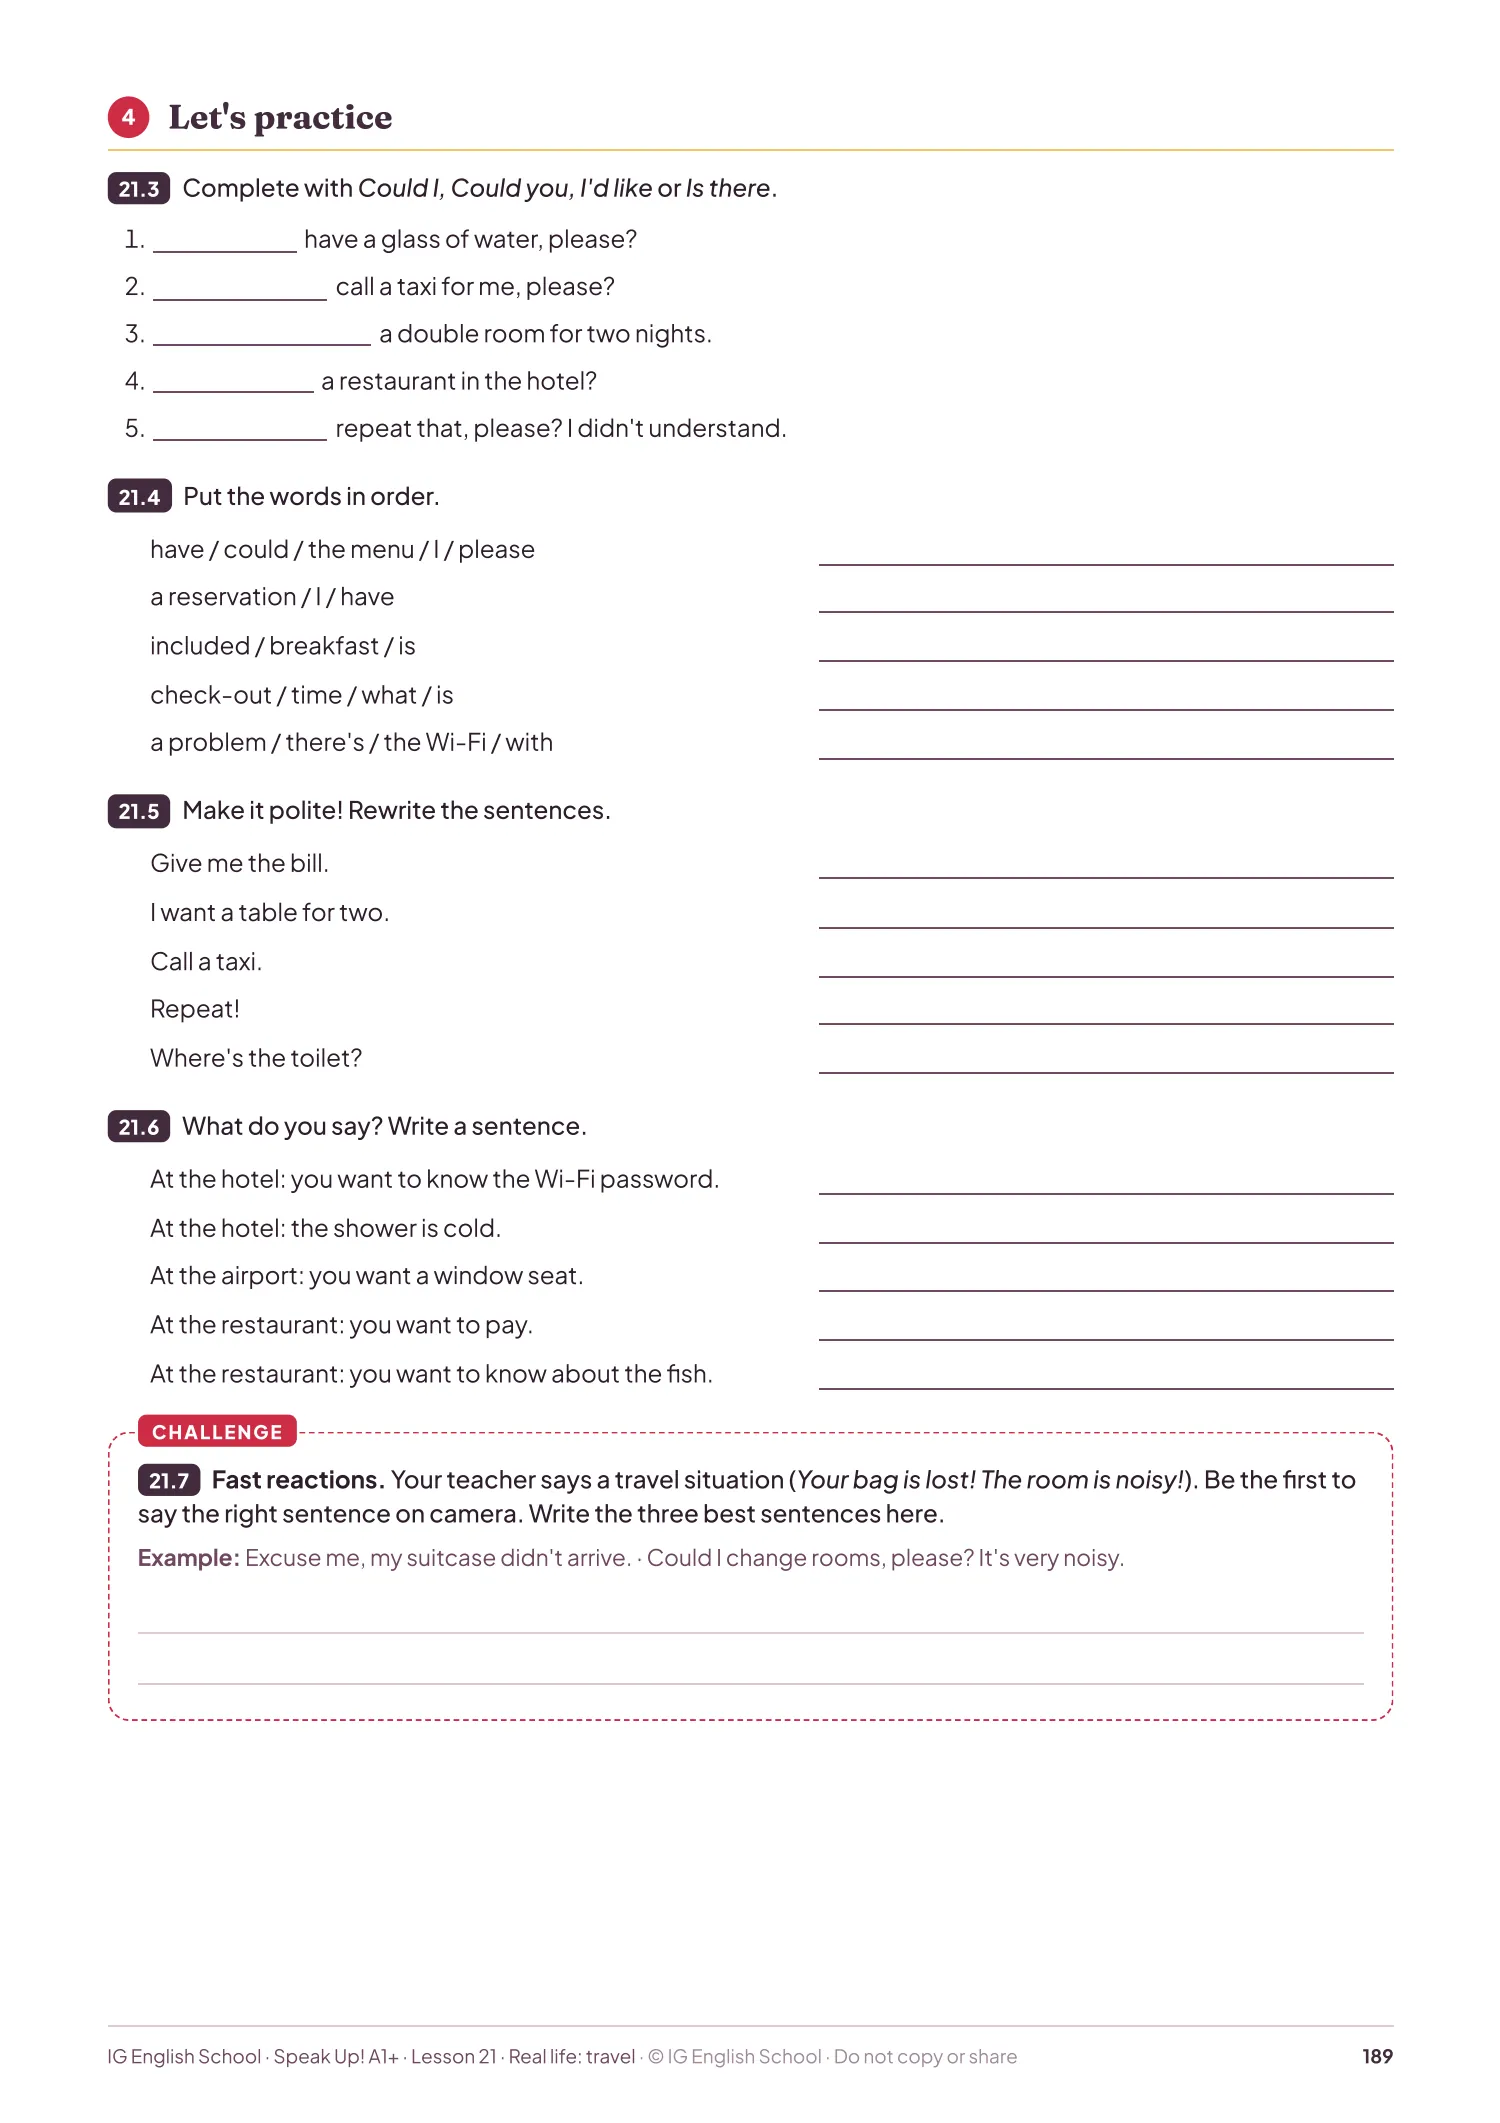 4 Let's practice
21.3 Complete with Could I, Could you, I'd like or Is there.
1. ____________ have a glass of water, please?
2. ______________ call a taxi for me, please?
3. __________________ a double room for two nights.
4. _____________ a restaurant in the hotel?
5. ______________ repeat that, please? I didn't understand.
21.4 Put the words in order.
have / could / the menu / I / please
a reservation / I / have
included / breakfast / is
check-out / time / what / is
a problem / there's / the Wi-Fi / with
21.5 Make it polite! Rewrite the sentences.
Give me the bill.
I want a table for two.
Call a taxi.
Repeat!
Where's the toilet?
21.6 What do you say? Write a sentence.
At the hotel: you want to know the Wi-Fi password.
At the hotel: the shower is cold.
At the airport: you want a window seat.
At the restaurant: you want to pay.
At the restaurant: you want to know about the fish.
CHALLENGE
21.7 Fast reactions. Your teacher says a travel situation (Your bag is lost! The room is noisy!). Be the first to
say the right sentence on camera. Write the three best sentences here.
Example: Excuse me, my suitcase didn't arrive. · Could I change rooms, please? It's very noisy.
IG English School · Speak Up! A1+ · Lesson 21 · Real life: travel · © IG English School · Do not copy or share 189